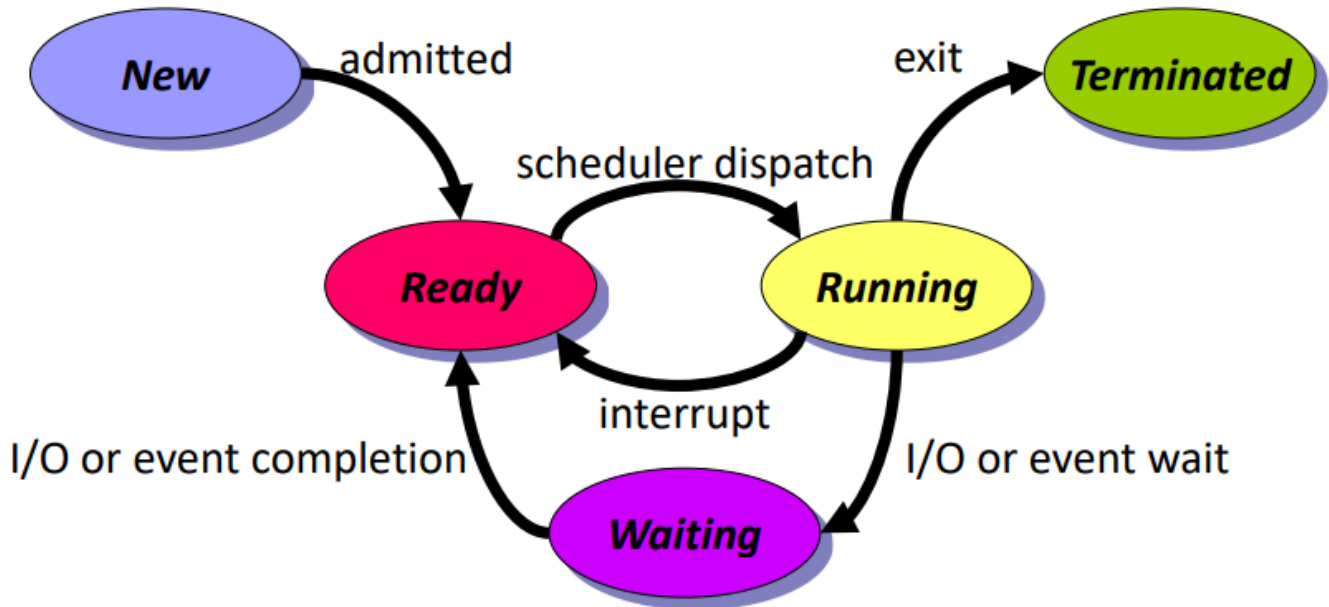 New
admitted
exit
Terminated
scheduler dispatch
Ready
Running
interrupt
I/O or event completion
I/O or event wait
Waiting